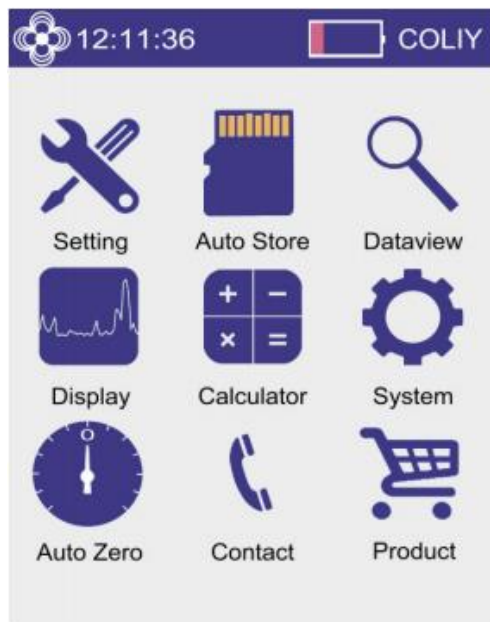 12:11:36 COLIY
Setting Auto Store Dataview
+ −
× =
Display Calculator System
O
Auto Zero Contact Product